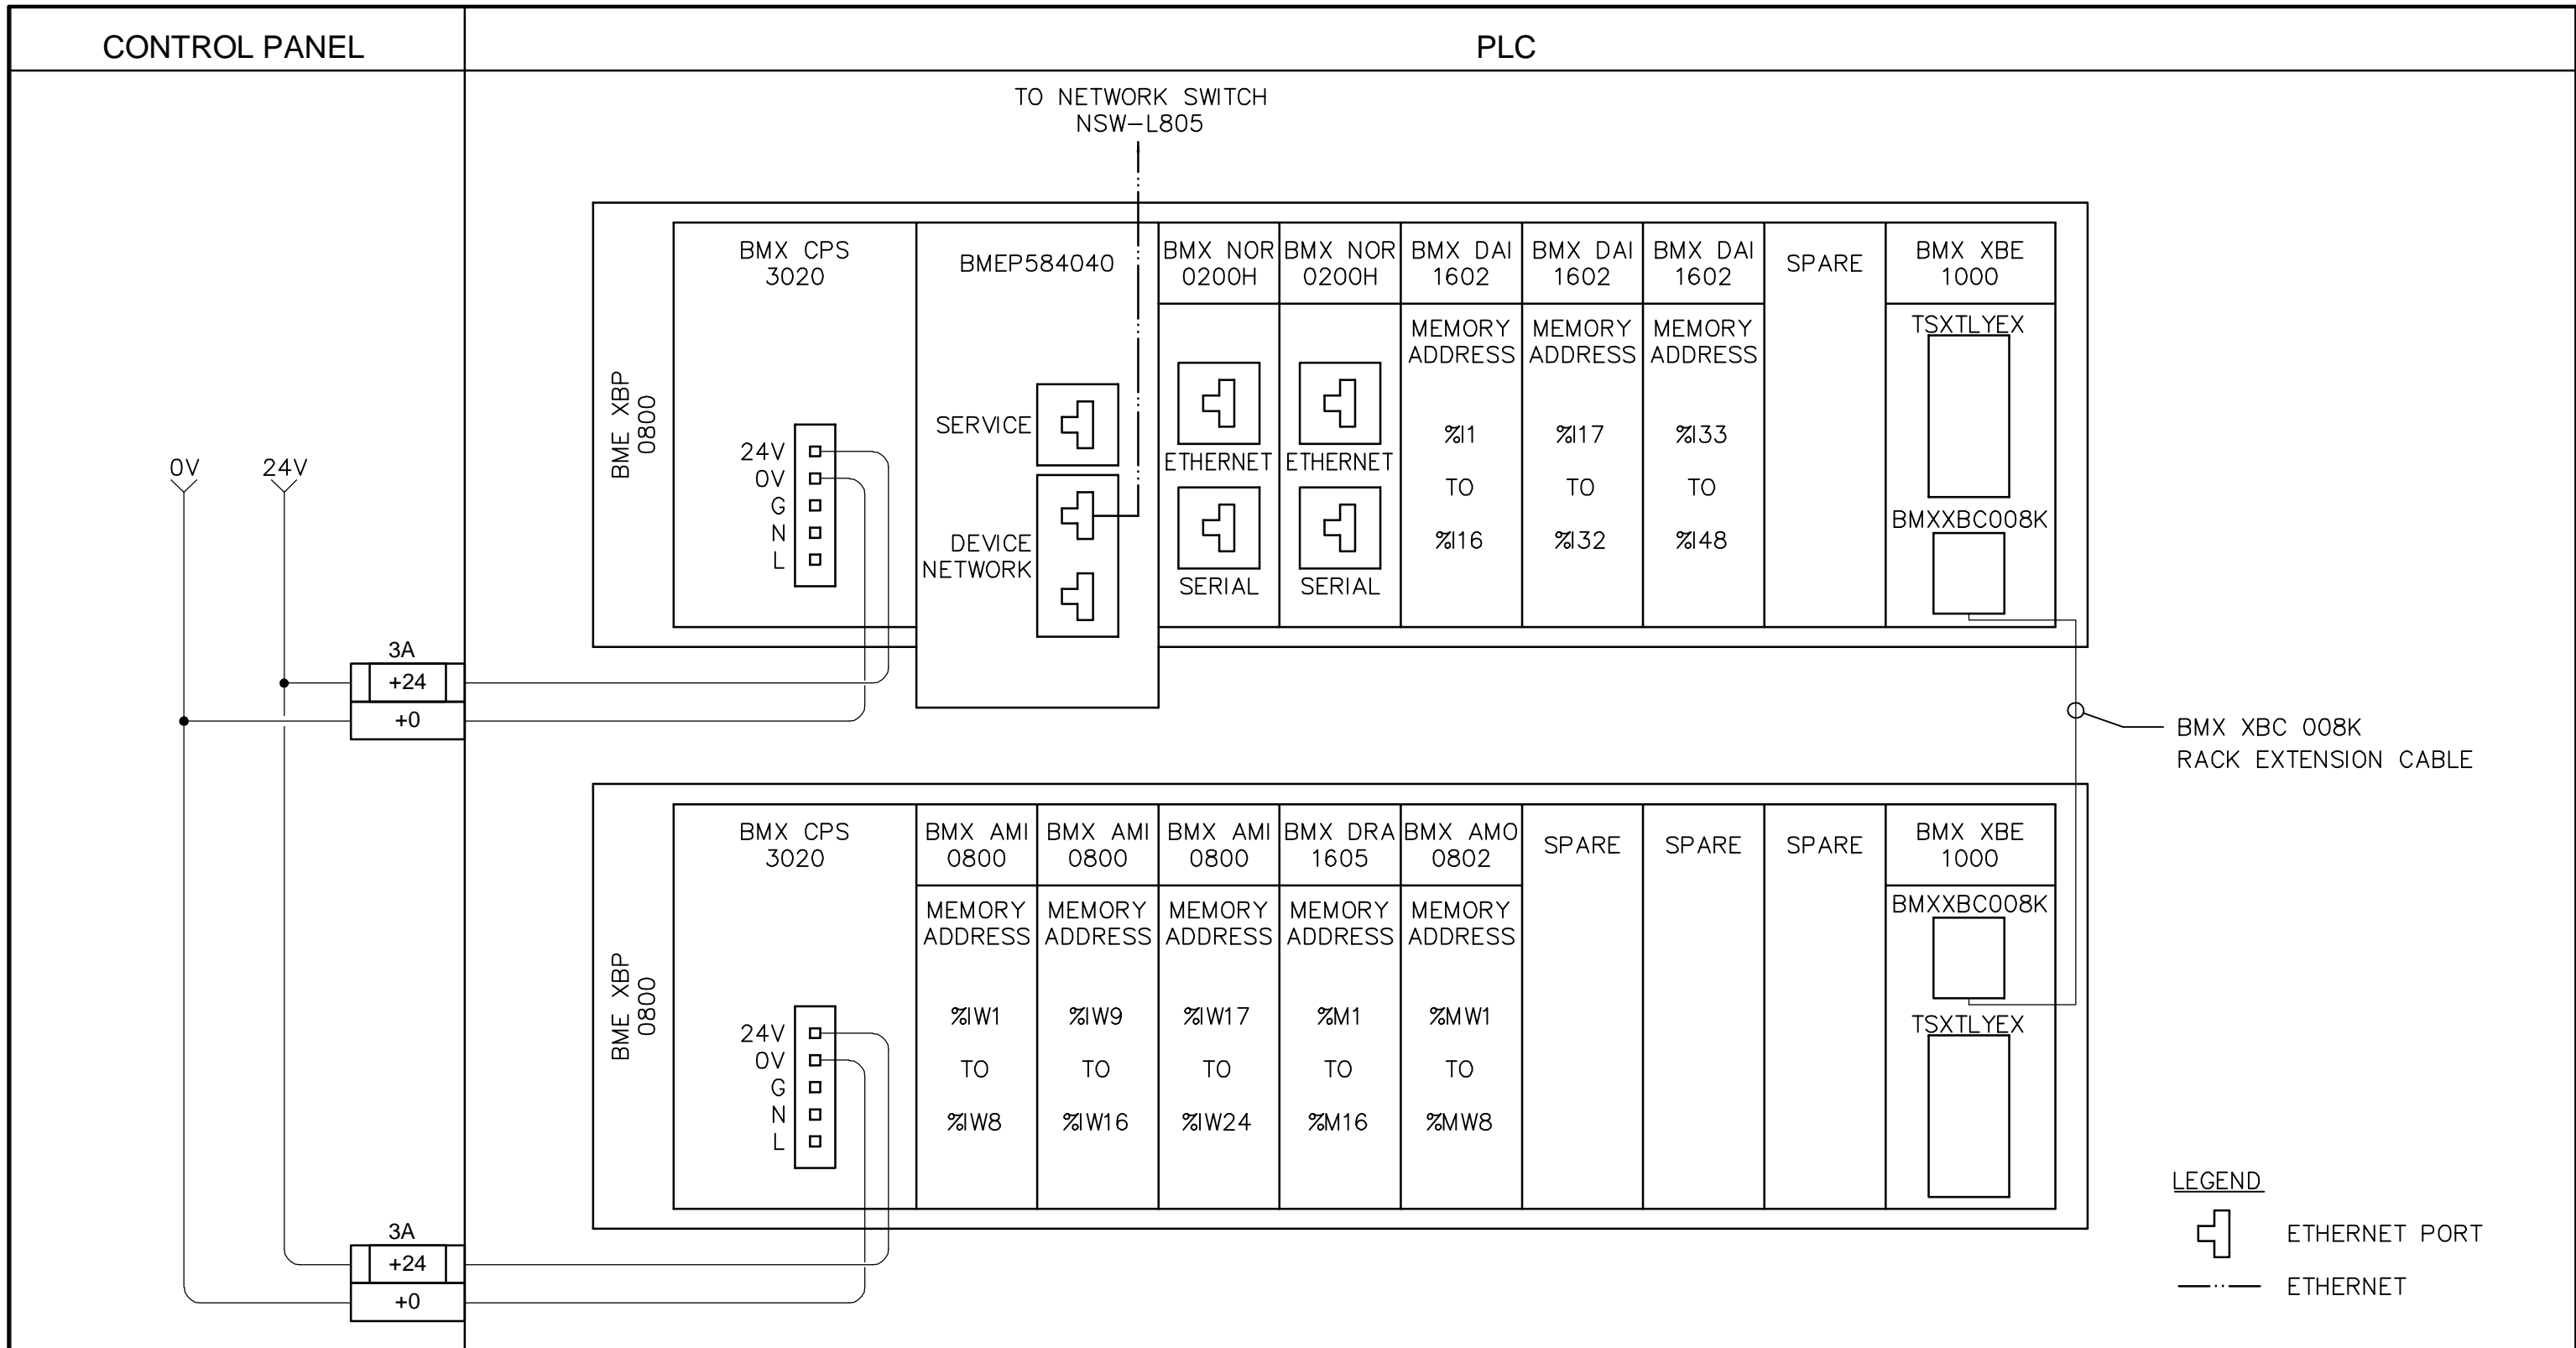 CONTROL PANEL
PLC
TO NETWORK SWITCH
NSW-L805
BME XBP
0800
BMX CPS
3020
24V
0V
G
N
L
BMEP584040
SERVICE
DEVICE
NETWORK
BMX NOR
0200H
ETHERNET
SERIAL
BMX NOR
0200H
ETHERNET
SERIAL
BMX DAI
1602
MEMORY
ADDRESS
%I1
TO
%I16
BMX DAI
1602
MEMORY
ADDRESS
%I17
TO
%I32
BMX DAI
1602
MEMORY
ADDRESS
%I33
TO
%I48
SPARE
BMX XBE
1000
TSXTLYEX
BMXXBC008K
0V
24V
3A
+24
+0
BMX XBC 008K
RACK EXTENSION CABLE
BME XBP
0800
BMX CPS
3020
24V
0V
G
N
L
BMX AMI
0800
MEMORY
ADDRESS
%IW1
TO
%IW8
BMX AMI
0800
MEMORY
ADDRESS
%IW9
TO
%IW16
BMX AMI
0800
MEMORY
ADDRESS
%IW17
TO
%IW24
BMX DRA
1605
MEMORY
ADDRESS
%M1
TO
%M16
BMX AMO
0802
MEMORY
ADDRESS
%MW1
TO
%MW8
SPARE
SPARE
SPARE
BMX XBE
1000
BMXXBC008K
TSXTLYEX
3A
+24
+0
LEGEND
ETHERNET PORT
ETHERNET